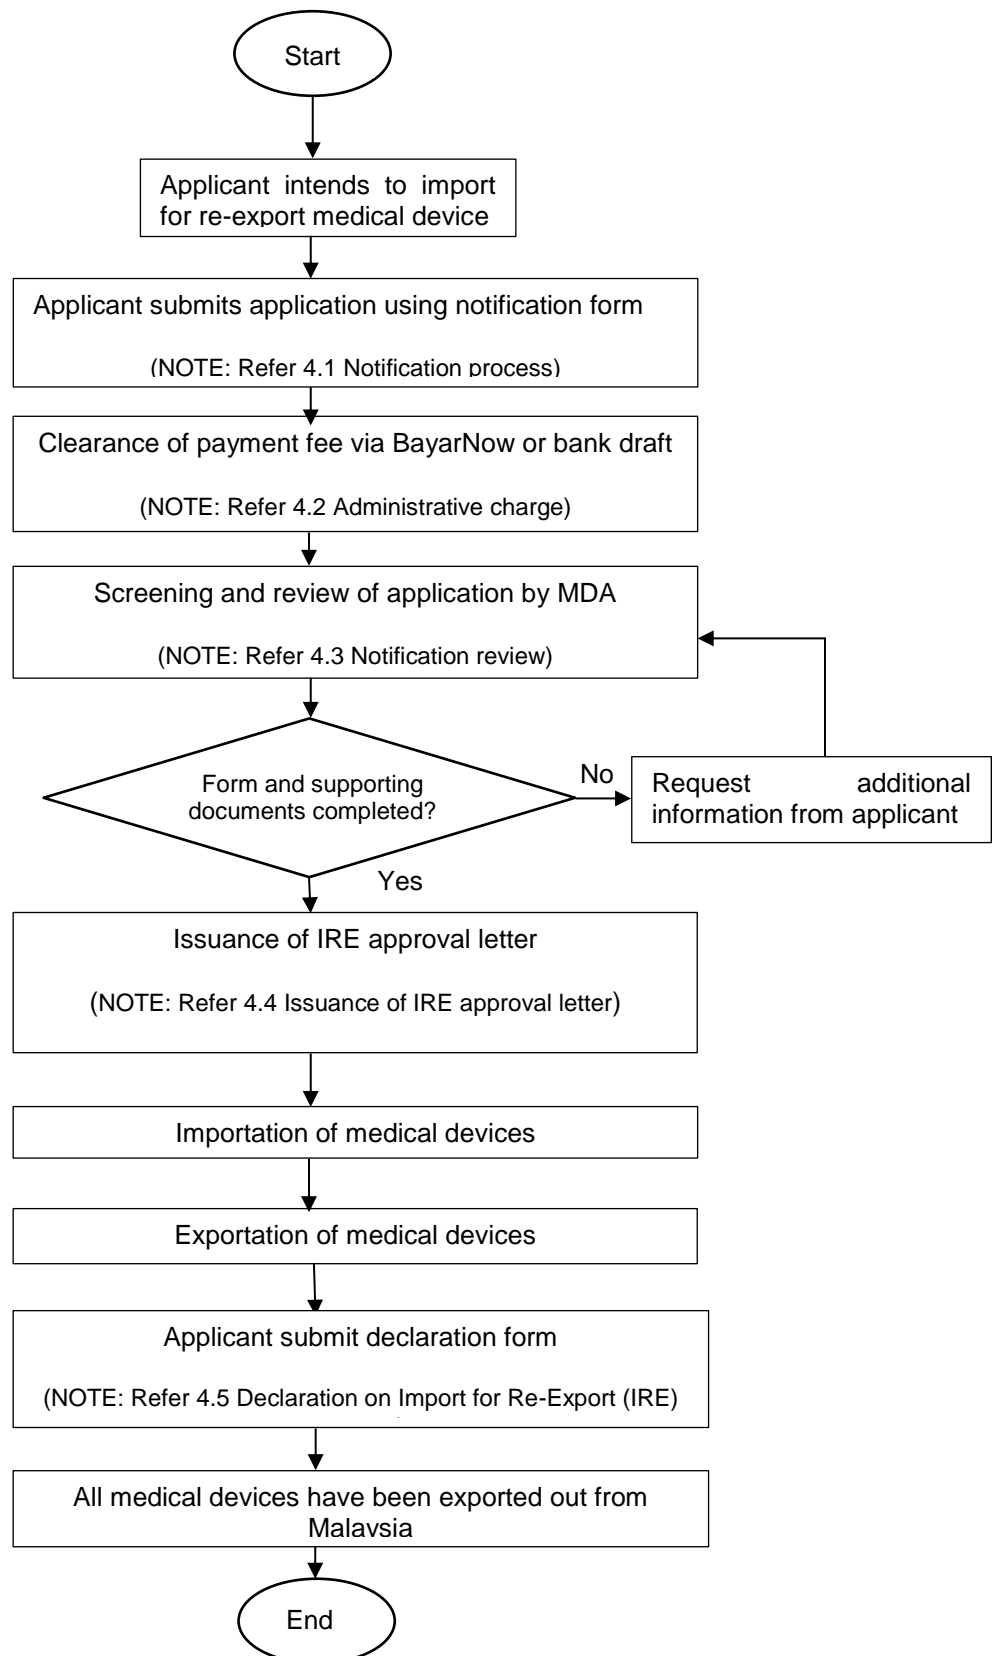 Start
Applicant intends to import
for re-export medical device
Applicant submits application using notification form
(NOTE: Refer 4.1 Notification process)
Clearance of payment fee via BayarNow or bank draft
(NOTE: Refer 4.2 Administrative charge)
Screening and review of application by MDA
(NOTE: Refer 4.3 Notification review)
Form and supporting
documents completed?
No
Request additional
information from applicant
Yes
Issuance of IRE approval letter
(NOTE: Refer 4.4 Issuance of IRE approval letter)
Importation of medical devices
Exportation of medical devices
Applicant submit declaration form
(NOTE: Refer 4.5 Declaration on Import for Re-Export (IRE)
All medical devices have been exported out from
Malaysia
End